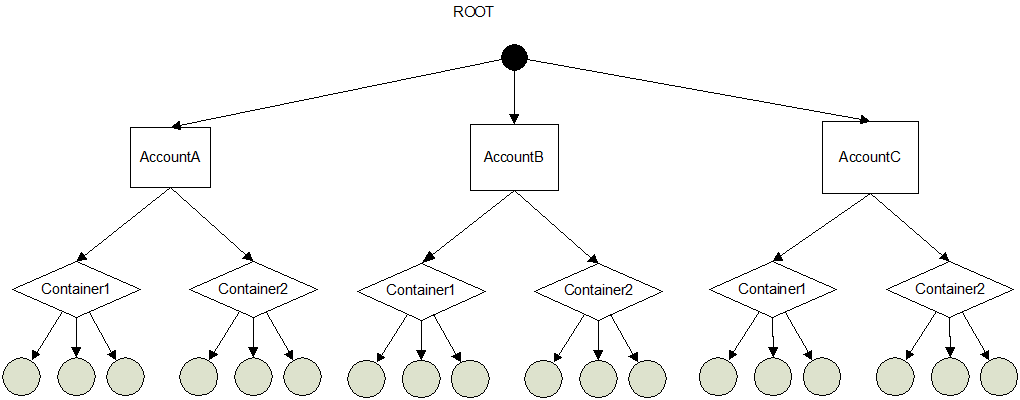 ROOT
AccountA
AccountB
AccountC
Container1
Container2
Container1
Container2
Container1
Container2